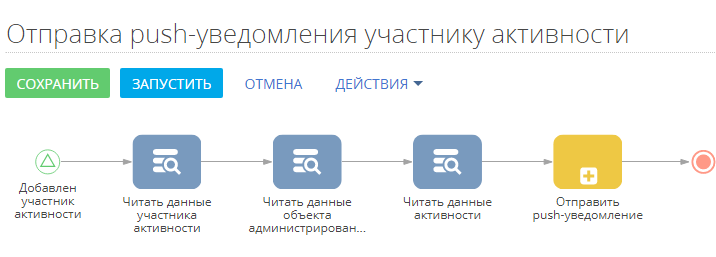 Отправка push-уведомления участнику активности
СОХРАНИТЬ ЗАПУСТИТЬ ОТМЕНА ДЕЙСТВИЯ
Добавлен
участник
активности
Читать данные
участника
активности
Читать данные
объекта
администрирован...
Читать данные
активности
Отправить
push-уведомление